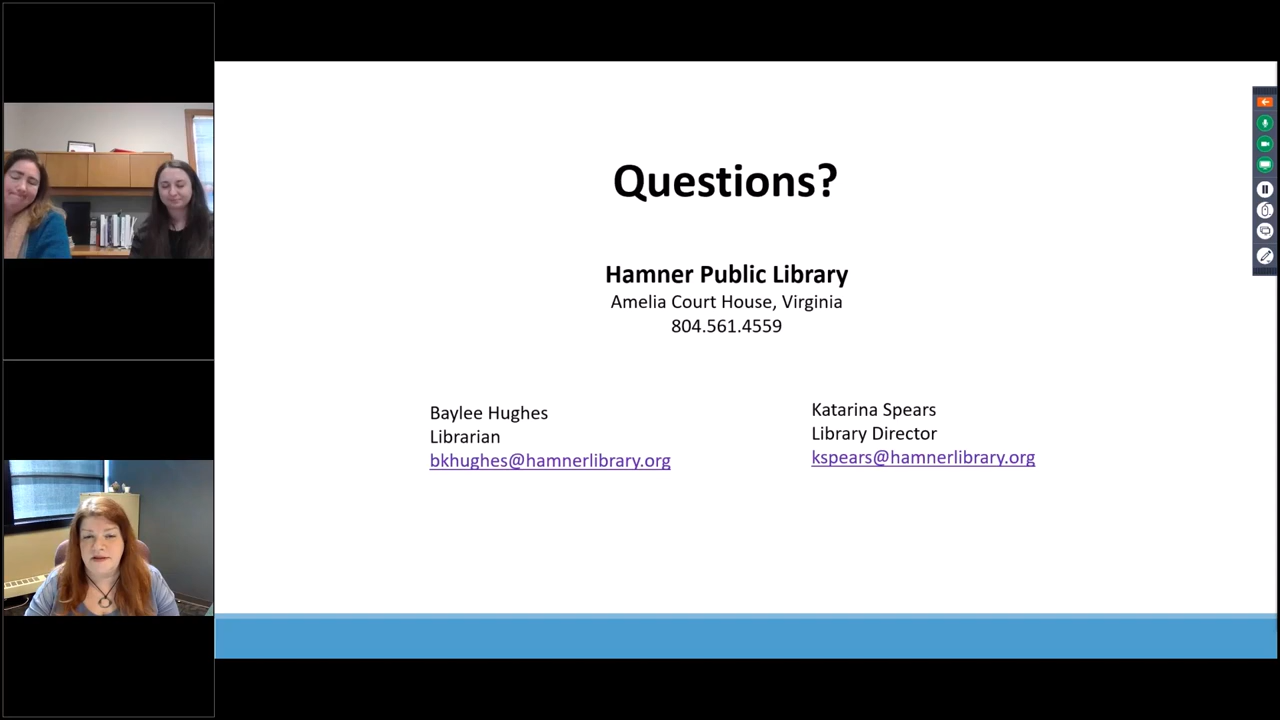 Questions?
Hamner Public Library
Amelia Court House, Virginia
804.561.4559
Baylee Hughes
Librarian
bkhughes@hamnerlibrary.org
Katarina Spears
Library Director
kspears@hamnerlibrary.org